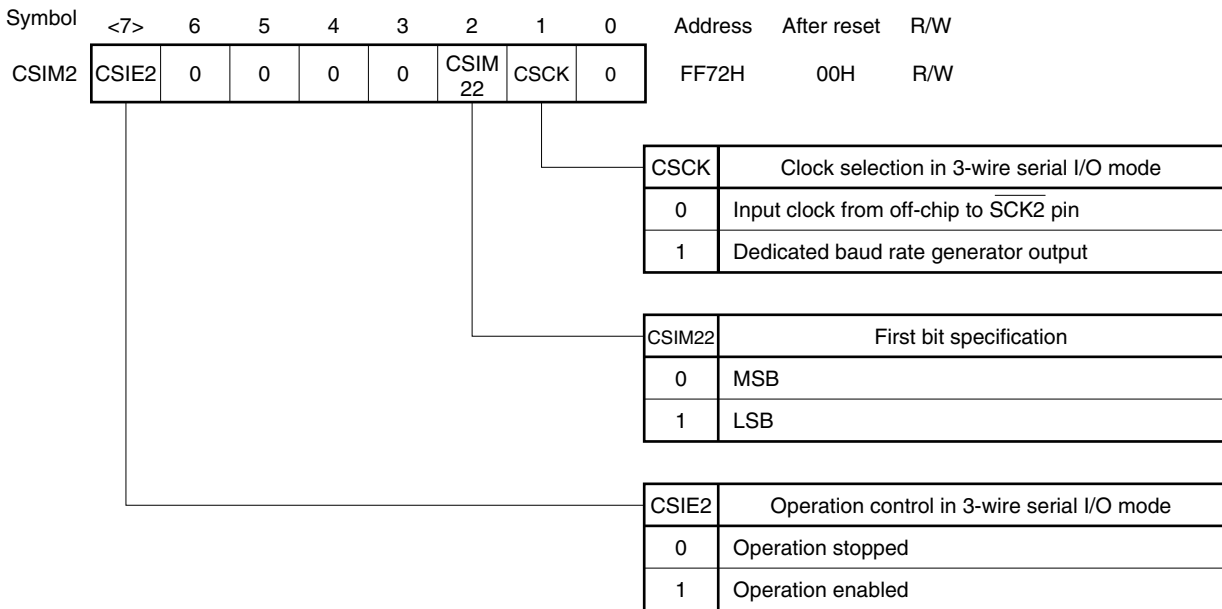 Symbol <7> 6 5 4 3 2 1 0 Address After reset R/W
CSIM2 CSIE2 0 0 0 0 CSIM 22 CSCK 0 FF72H 00H R/W
CSCK Clock selection in 3-wire serial I/O mode
0 Input clock from off-chip to S̅C̅K̅2̅ pin
1 Dedicated baud rate generator output
CSIM22 First bit specification
0 MSB
1 LSB
CSIE2 Operation control in 3-wire serial I/O mode
0 Operation stopped
1 Operation enabled